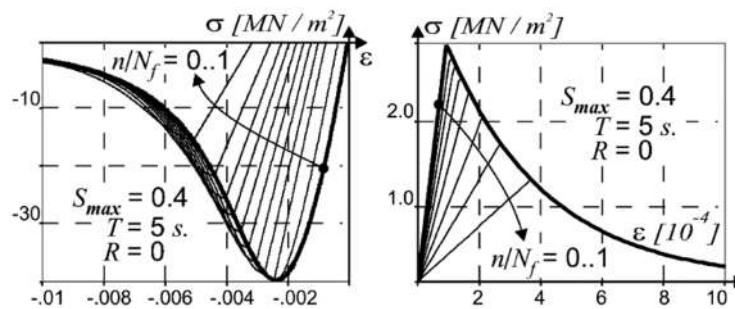 σ [MN / m²]
ε
n/N_f = 0..1
-10
-30
S_max = 0.4
T = 5 s.
R = 0
-.01 -.008 -.006 -.004 -.002
σ [MN / m²]
S_max = 0.4
T = 5 s.
R = 0
2.0
1.0
ε [10⁻⁴]
n/N_f = 0..1
0 2 4 6 8 10